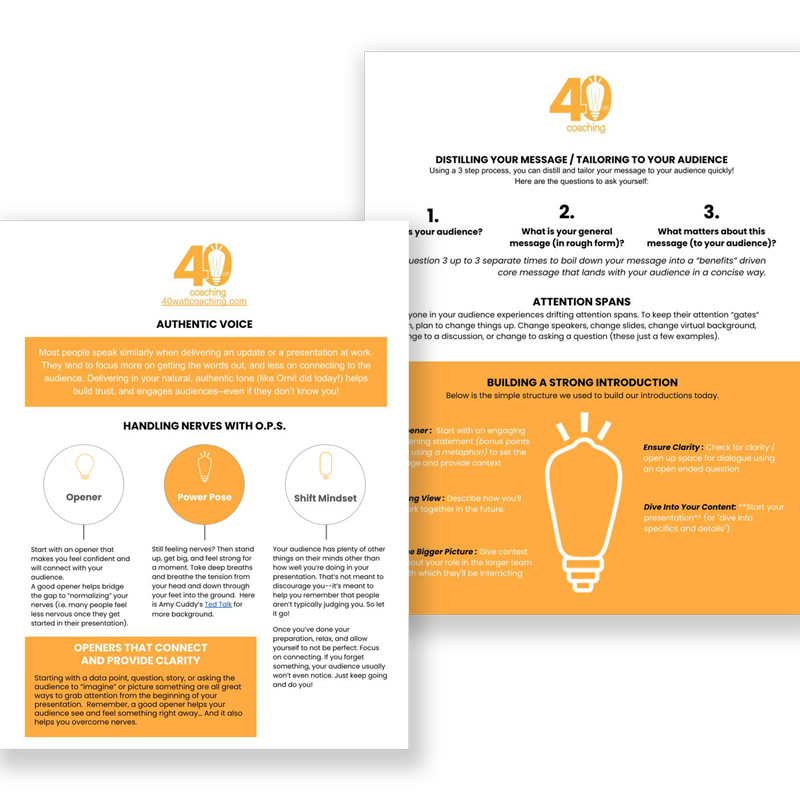 40
coaching
40wattcoaching.com
AUTHENTIC VOICE
Most people speak similarly when delivering an update or a presentation at work.
They tend to focus more on getting the words out, and less on connecting to the
audience. Delivering in your natural, authentic tone (like Ornit did today!) helps
build trust, and engages audiences--even if they don't know you!
HANDLING NERVES WITH O.P.S.
Opener
Power Pose
Shift Mindset
Start with an opener that
makes you feel confident and
will connect with your
audience.
A good opener helps bridge
the gap to "normalizing" your
nerves (i.e. many people feel
less nervous once they get
started in their presentation).
Still feeling nerves? Then stand
up, get big, and feel strong for
a moment. Take deep breaths
and breathe the tension from
your head and down through
your feet into the ground. Here
is Amy Cuddy's Ted Talk for
more background.
Your audience has plenty of other
things on their minds other than
how well you're doing in your
presentation. That's not meant to
discourage you--it's meant to
help you remember that people
aren't typically judging you. So let
it go!
Once you've done your
preparation, relax, and allow
yourself to not be perfect. Focus
on connecting. If you forget
something, your audience usually
won't even notice. Just keep going
and do you!
OPENERS THAT CONNECT
AND PROVIDE CLARITY
Starting with a data point, question, story, or asking the
audience to "imagine" or picture something are all great
ways to grab attention from the beginning of your
presentation. Remember, a good opener helps your
audience see and feel something right away... And it also
helps you overcome nerves.
40
coaching
DISTILLING YOUR MESSAGE / TAILORING TO YOUR AUDIENCE
Using a 3 step process, you can distill and tailor your message to your audience quickly!
Here are the questions to ask yourself:
1.
s your audience?
2.
What is your general
message (in rough form)?
3.
What matters about this
message (to your audience)?
uestion 3 up to 3 separate times to boil down your message into a "benefits" driven
core message that lands with your audience in a concise way.
ATTENTION SPANS
yone in your audience experiences drifting attention spans. To keep their attention "gates"
n, plan to change things up. Change speakers, change slides, change virtual background,
nge to a discussion, or change to asking a question (these just a few examples).
BUILDING A STRONG INTRODUCTION
Below is the simple structure we used to build our introductions today.
ener : Start with an engaging
ening statement (bonus points
using a metaphor!) to set the
ge and provide context
ng View : Describe how you'll
rk together in the future.
e Bigger Picture : Give context
out your role in the larger team
th which they'll be interacting
Ensure Clarity : Check for clarity /
open up space for dialogue using
an open ended question
Dive Into Your Content: **Start your
presentation** (or "dive into
specifics and details").